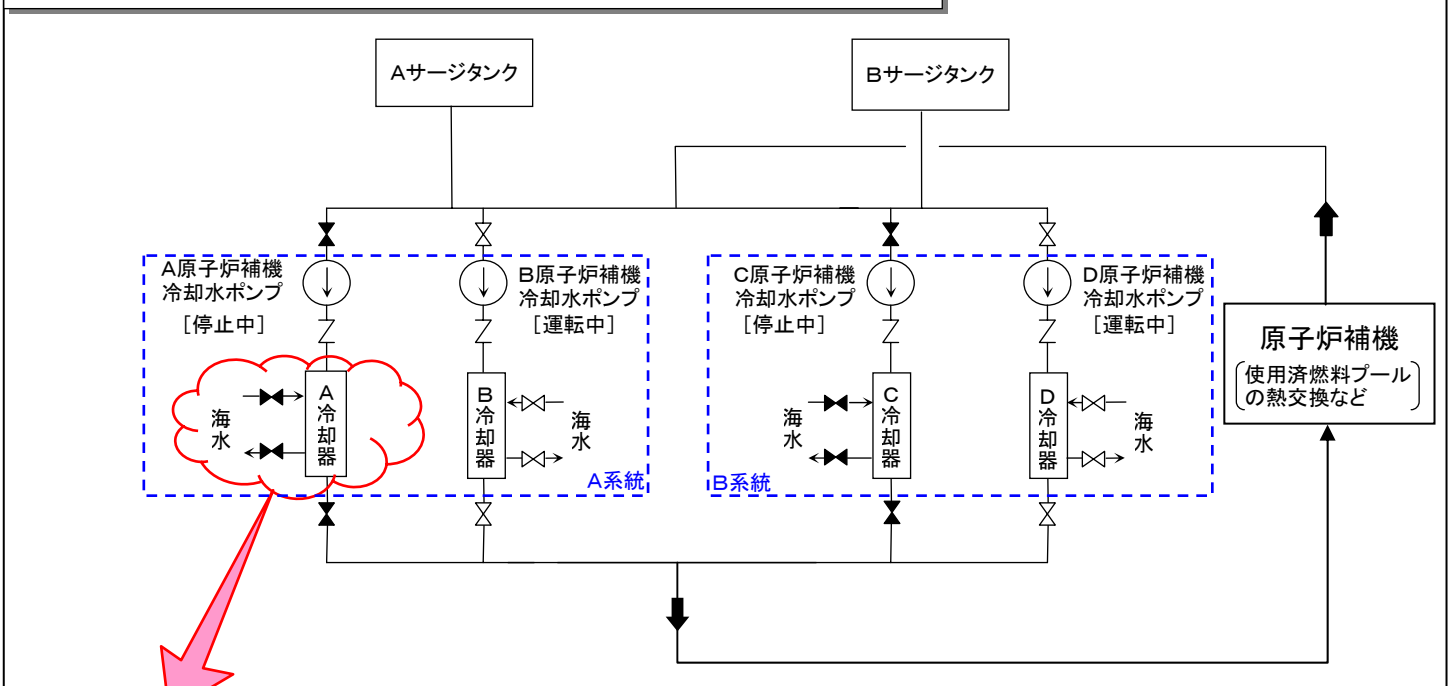 Aサージタンク
Bサージタンク
A原子炉補機
冷却水ポンプ
[停止中]
B原子炉補機
冷却水ポンプ
[運転中]
C原子炉補機
冷却水ポンプ
[停止中]
D原子炉補機
冷却水ポンプ
[運転中]
海水
A冷却器
B冷却器
海水
A系統
海水
C冷却器
D冷却器
海水
B系統
原子炉補機
使用済燃料プール
の熱交換など